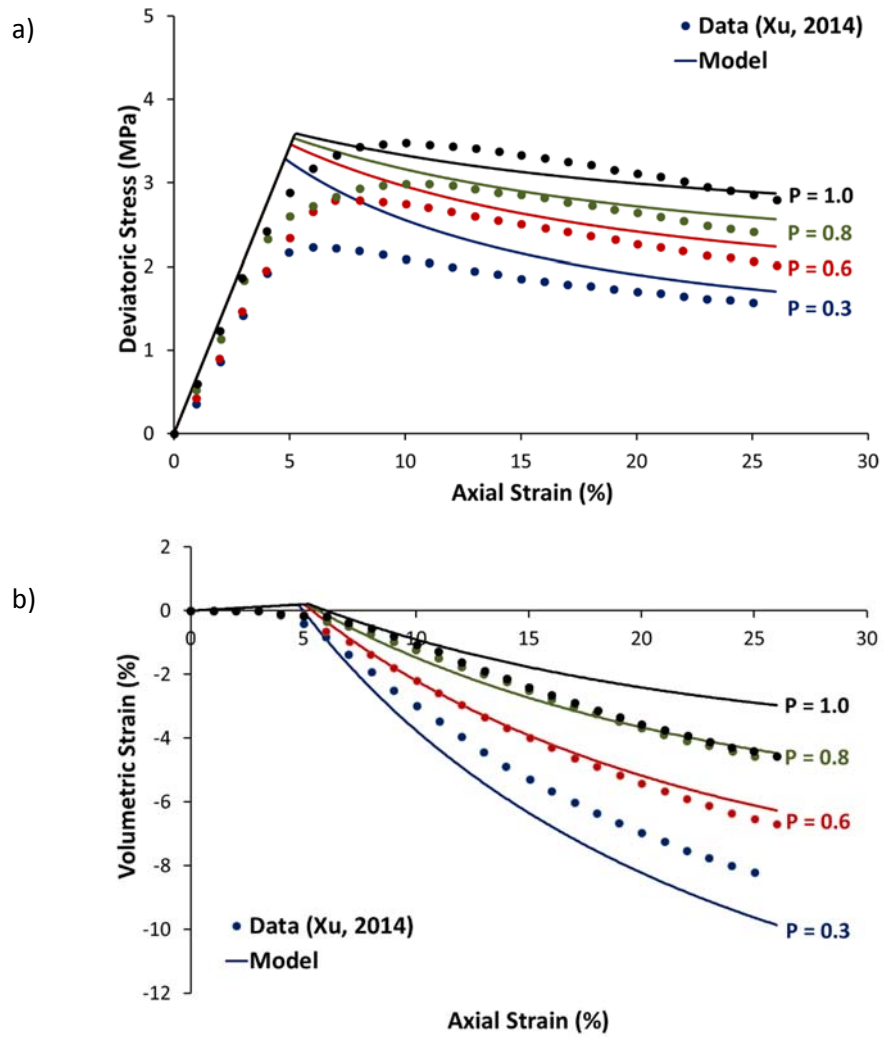 a)
5
4
3
2
1
0
Deviatoric Stress (MPa)
Data (Xu, 2014)
Model
P = 1.0
P = 0.8
P = 0.6
P = 0.3
0
5
10
15
20
25
30
Axial Strain (%)
b)
2
0
-2
-4
-6
-8
-10
-12
Volumetric Strain (%)
0
5
10
15
20
25
30
P = 1.0
P = 0.8
P = 0.6
P = 0.3
Data (Xu, 2014)
Model
Axial Strain (%)